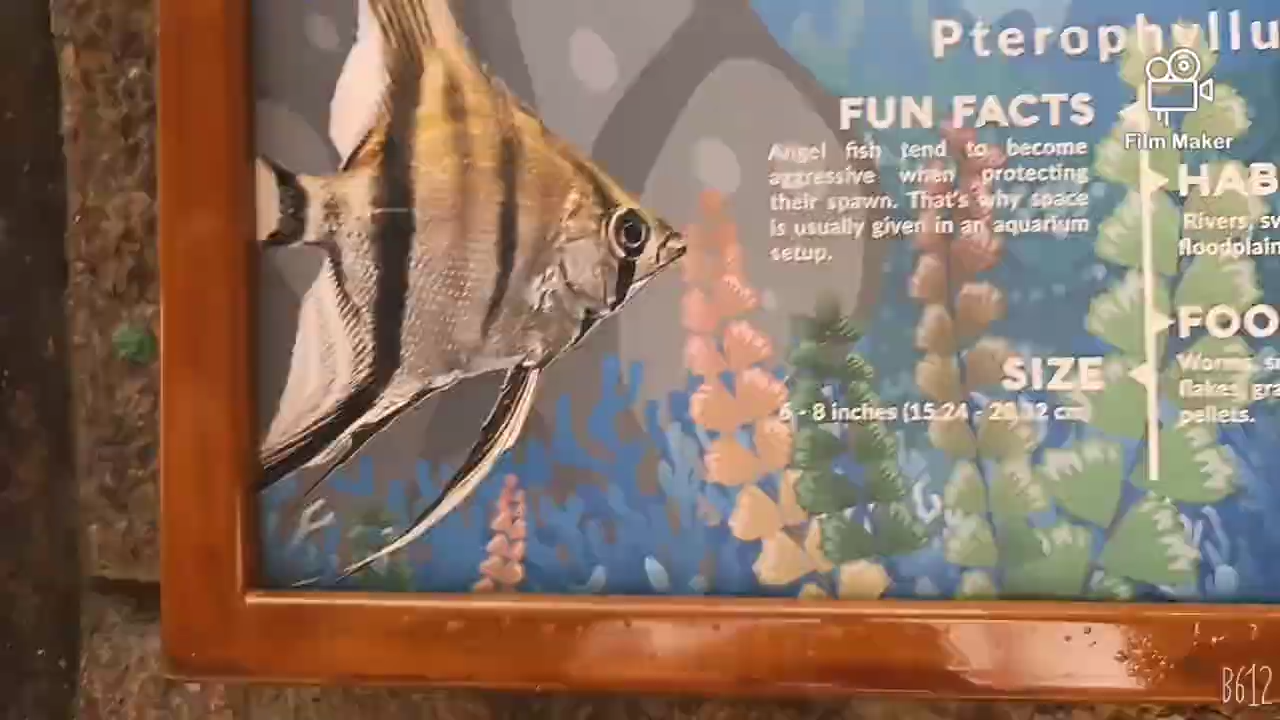 Pterophyllu
FUN FACTS
Angel fish tend to become
aggressive when protecting
their spawn. That's why space
is usually given in an aquarium
setup.
SIZE
6 - 8 inches (15.24 - 20.32 cm)
Film Maker
HAB
Rivers, sw
floodplain
FOO
Worms, s
flakes, gra
pellets.
B612